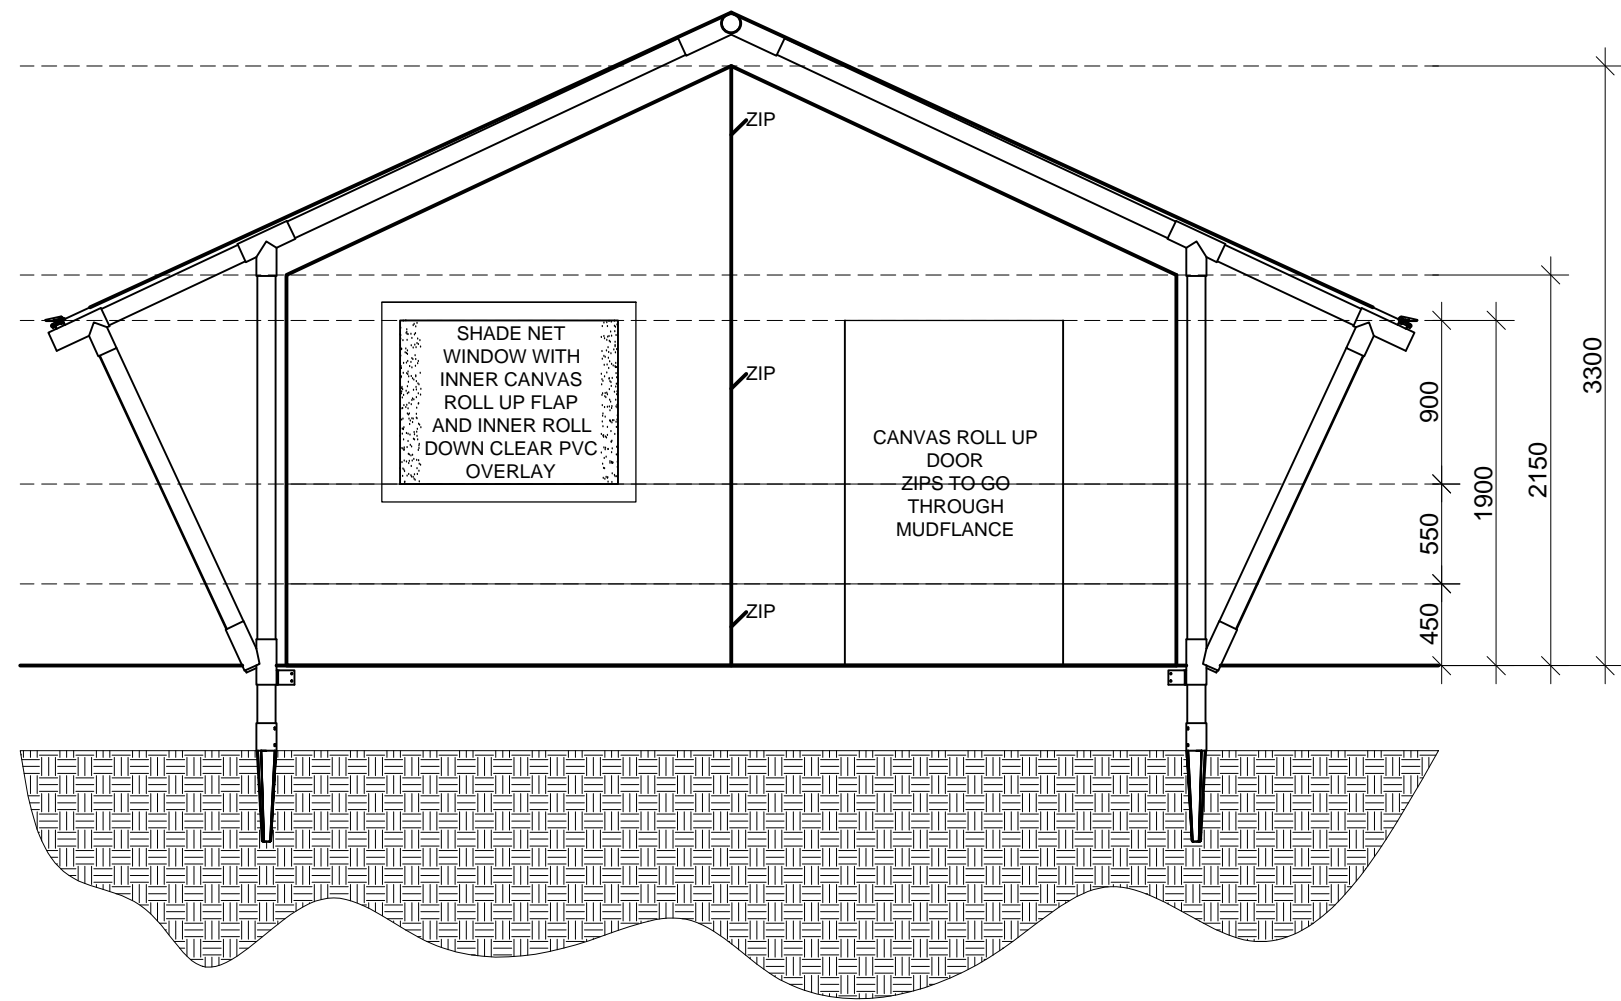 ZIP
SHADE NET
WINDOW WITH
INNER CANVAS
ROLL UP FLAP
AND INNER ROLL
DOWN CLEAR PVC
OVERLAY
ZIP
CANVAS ROLL UP
DOOR
ZIPS TO GO
THROUGH
MUDFLANCE
ZIP
900
550
450
1900
2150
3300